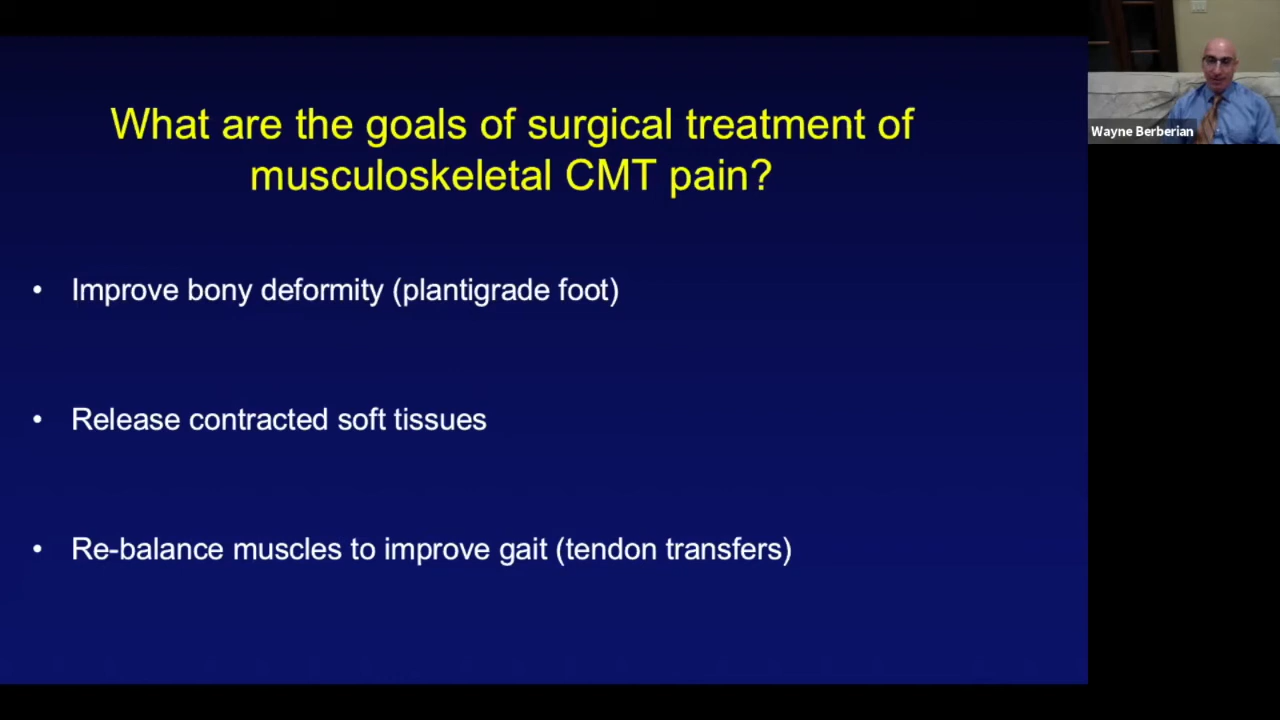 What are the goals of surgical treatment of
musculoskeletal CMT pain?
• Improve bony deformity (plantigrade foot)
• Release contracted soft tissues
• Re-balance muscles to improve gait (tendon transfers)
Wayne Berberian